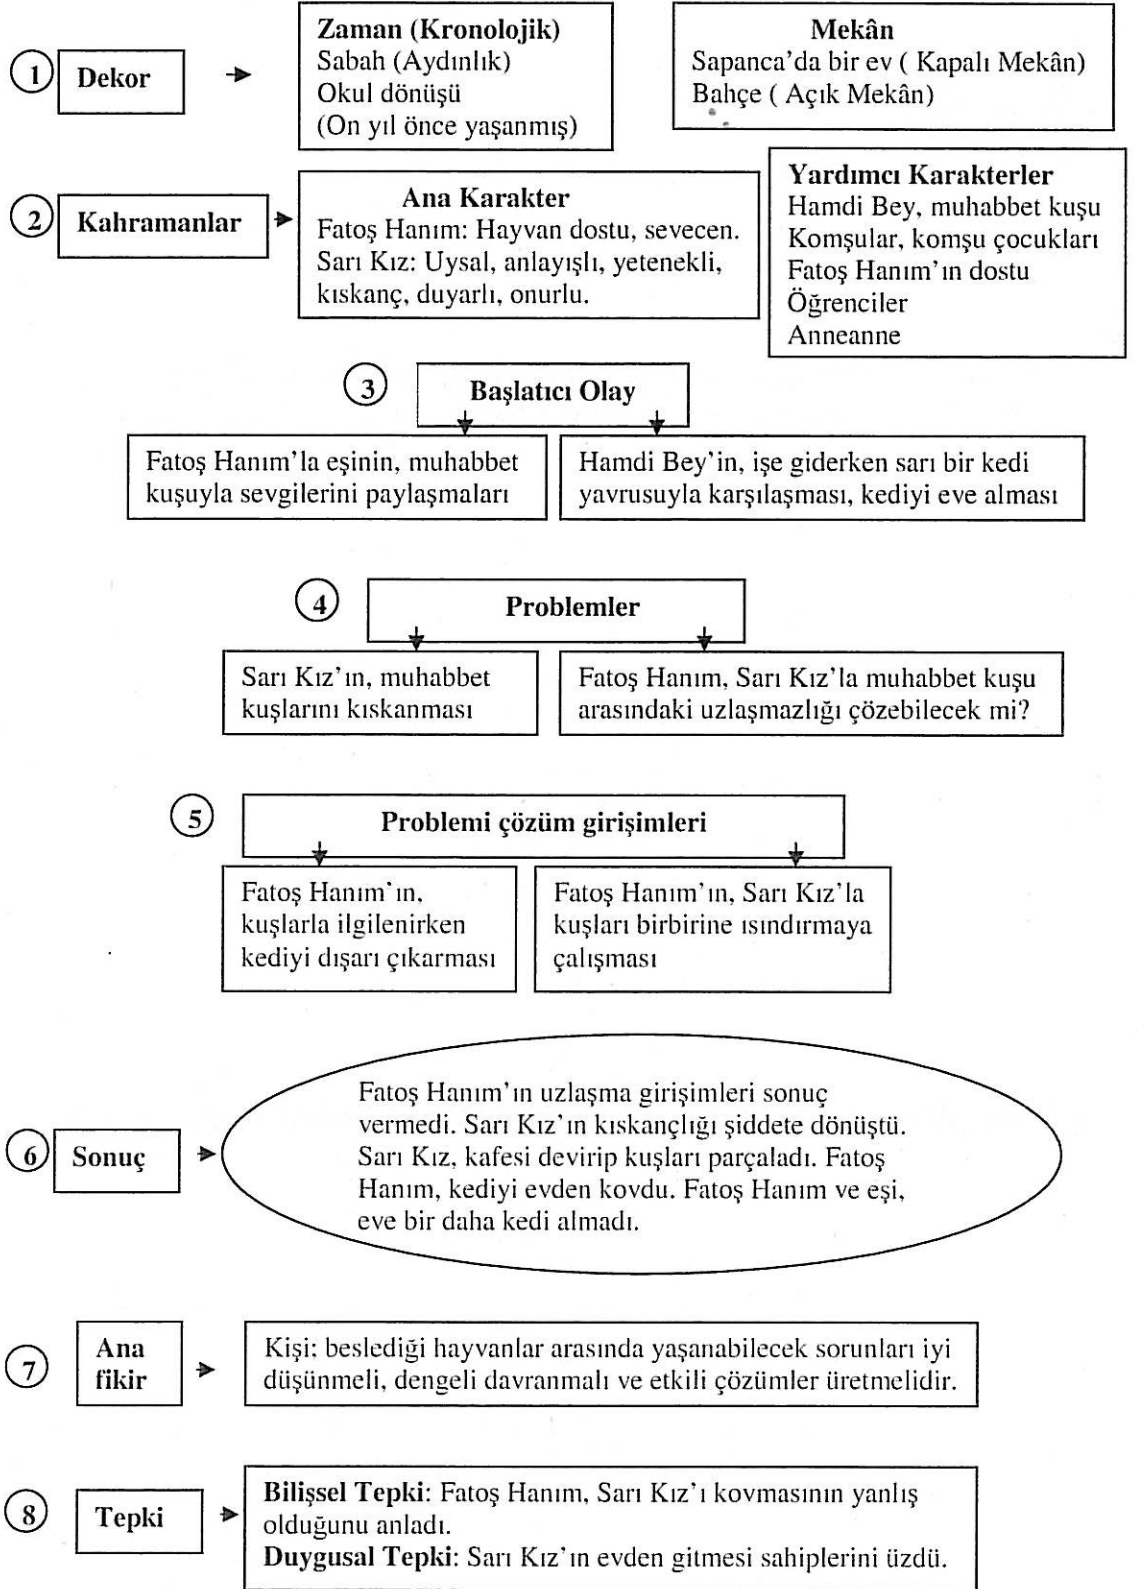 1
Dekor
Zaman (Kronolojik)
Sabah (Aydınlık)
Okul dönüşü
(On yıl önce yaşanmış)
Mekân
Sapanca'da bir ev ( Kapalı Mekân)
Bahçe ( Açık Mekân)
2
Kahramanlar
Ana Karakter
Fatoş Hanım: Hayvan dostu, sevecen.
Sarı Kız: Uysal, anlayışlı, yetenekli,
kıskanç, duyarlı, onurlu.
Yardımcı Karakterler
Hamdi Bey, muhabbet kuşu
Komşular, komşu çocukları
Fatoş Hanım'ın dostu
Öğrenciler
Anneanne
3
Başlatıcı Olay
Fatoş Hanım'la eşinin, muhabbet
kuşuyla sevgilerini paylaşmaları
Hamdi Bey'in, işe giderken sarı bir kedi
yavrusuyla karşılaşması, kediyi eve alması
4
Problemler
Sarı Kız'ın, muhabbet
kuşlarını kıskanması
Fatoş Hanım, Sarı Kız'la muhabbet kuşu
arasındaki uzlaşmazlığı çözebilecek mi?
5
Problemi çözüm girişimleri
Fatoş Hanım'ın,
kuşlarla ilgilenirken
kediyi dışarı çıkarması
Fatoş Hanım'ın, Sarı Kız'la
kuşları birbirine ısındırmaya
çalışması
6
Sonuç
Fatoş Hanım'ın uzlaşma girişimleri sonuç
vermedi. Sarı Kız'ın kıskançlığı şiddete dönüştü.
Sarı Kız, kafesi devirip kuşları parçaladı. Fatoş
Hanım, kediyi evden kovdu. Fatoş Hanım ve eşi,
eve bir daha kedi almadı.
7
Ana
fikir
Kişi: beslediği hayvanlar arasında yaşanabilecek sorunları iyi
düşünmeli, dengeli davranmalı ve etkili çözümler üretmelidir.
8
Tepki
Bilişsel Tepki: Fatoş Hanım, Sarı Kız'ı kovmasının yanlış
olduğunu anladı.
Duygusal Tepki: Sarı Kız'ın evden gitmesi sahiplerini üzdü.